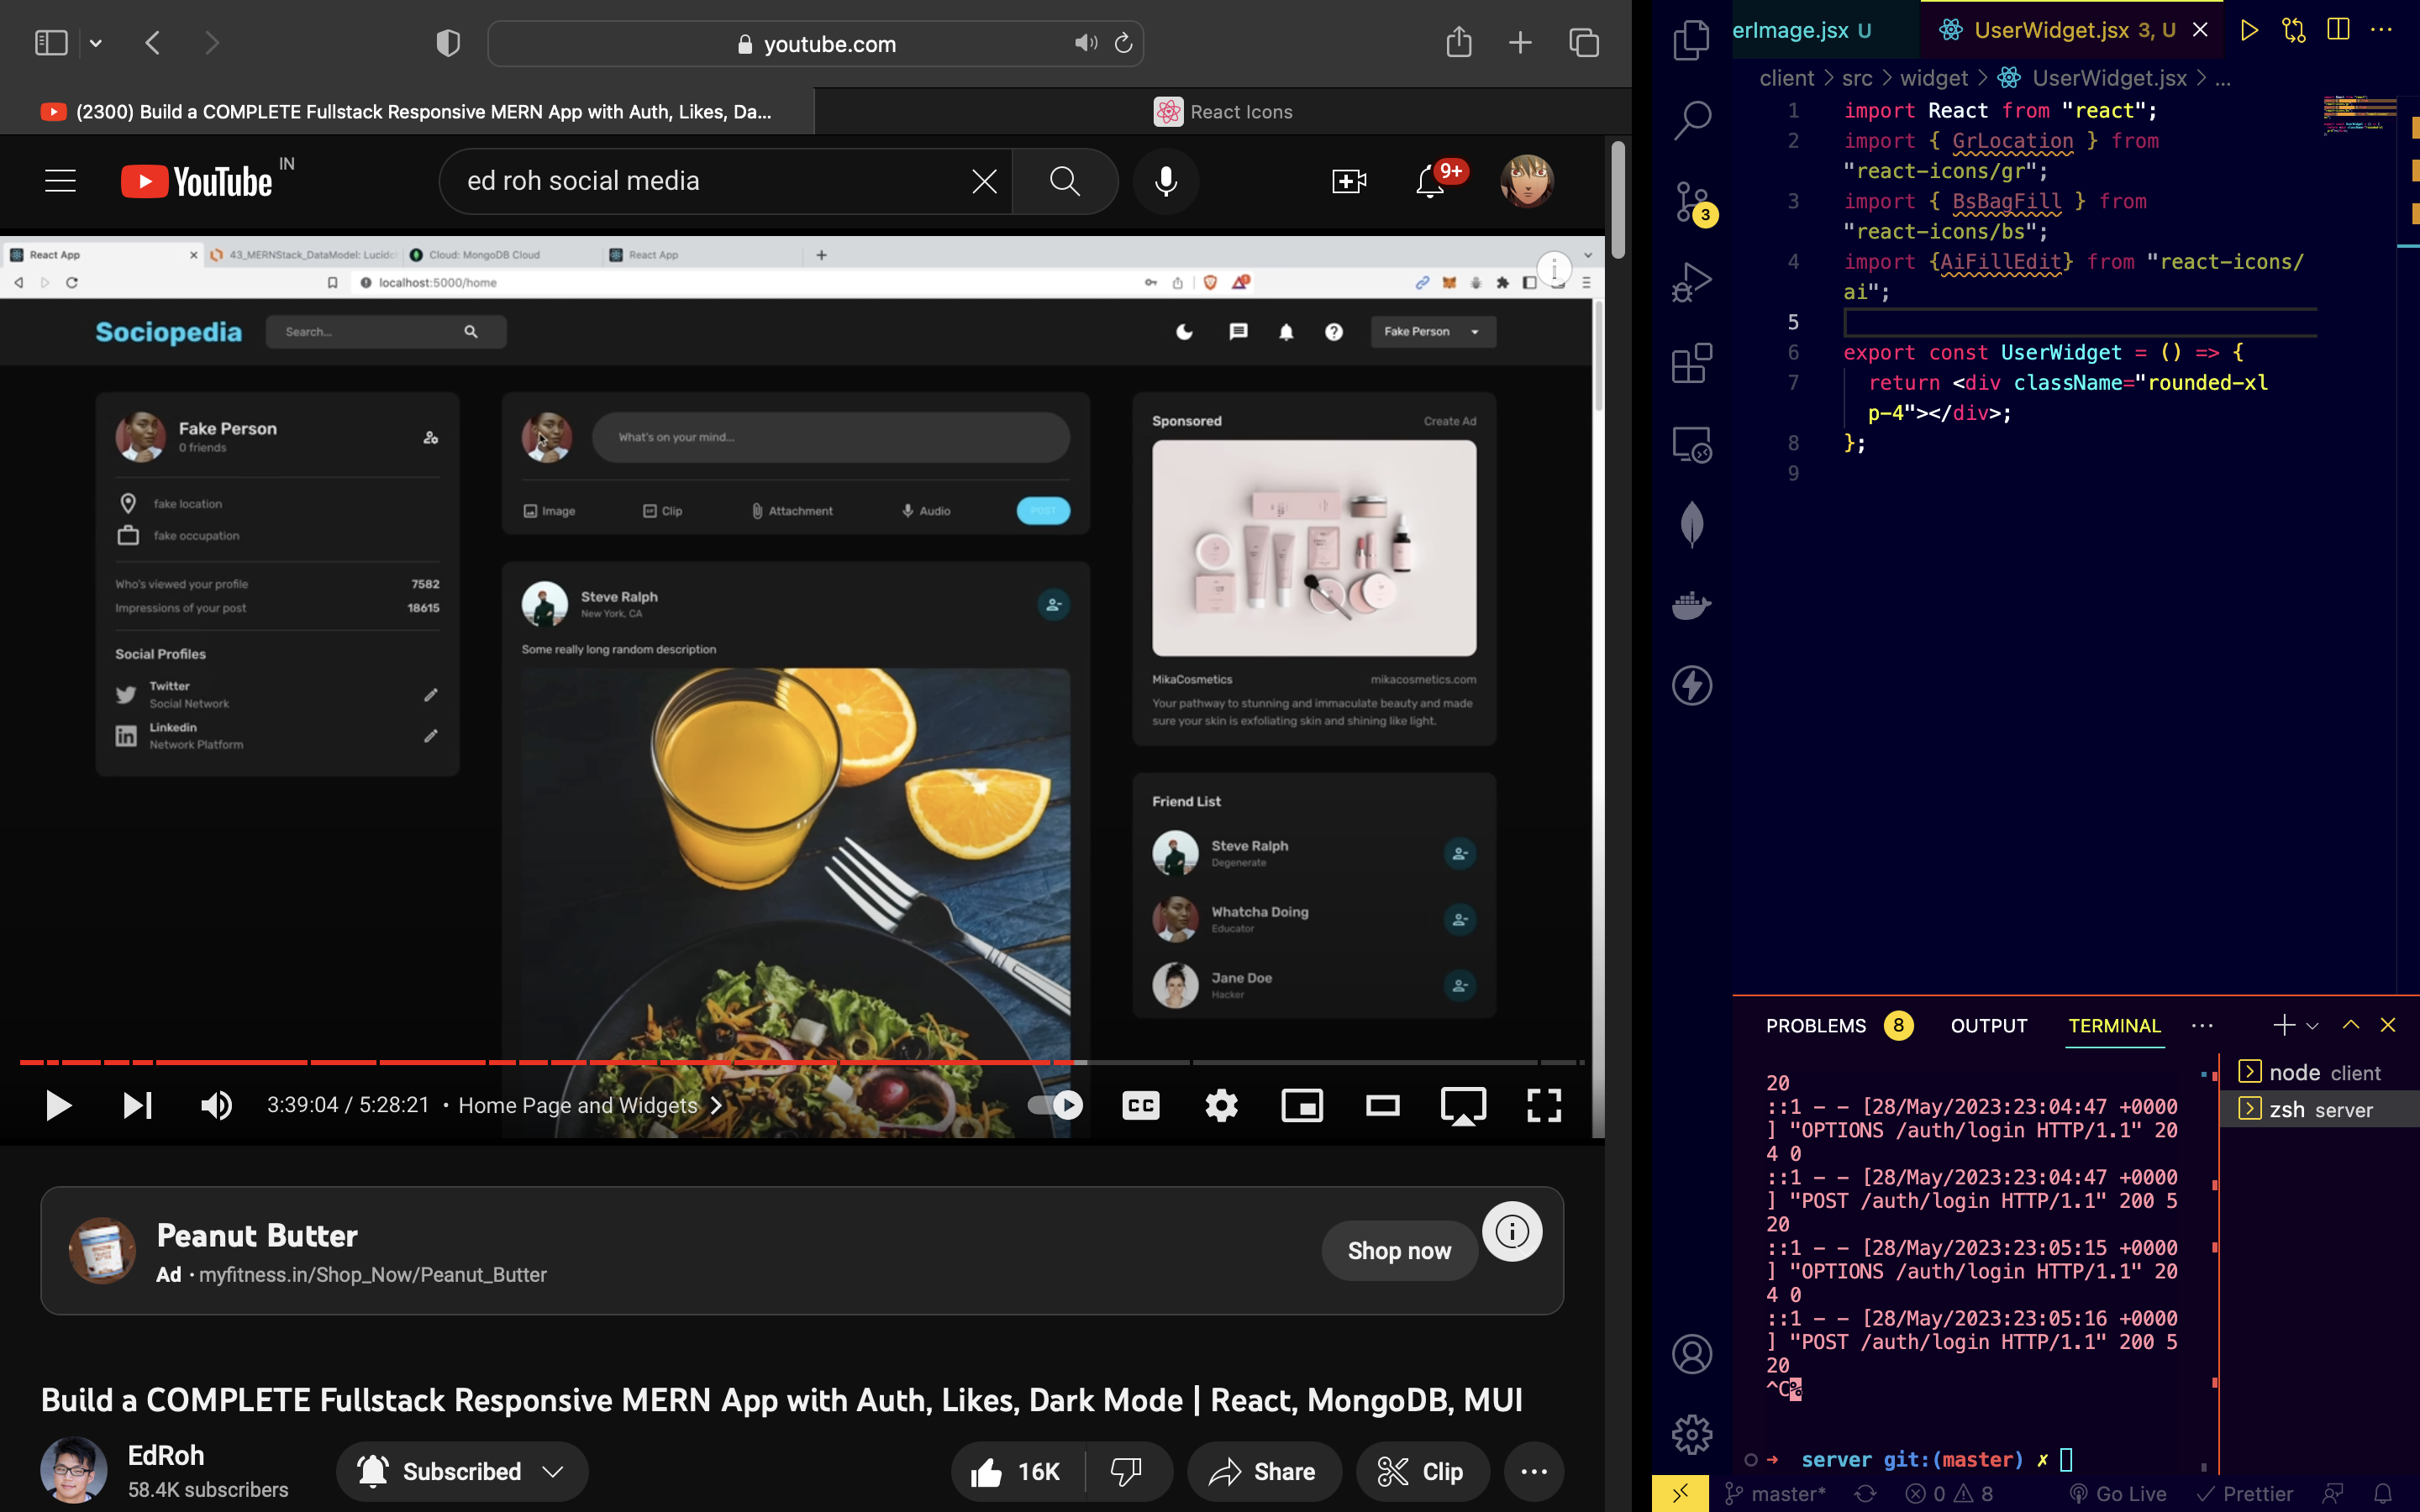 youtube.com
(2300) Build a COMPLETE Fullstack Responsive MERN App with Auth, Likes, Da...
React Icons
YouTube IN
ed roh social media
9+
React App
43_MERNStack_DataModel: Lucidc
Cloud: MongoDB Cloud
React App
localhost:5000/home
Sociopedia
Search...
Fake Person
Fake Person
0 friends
fake location
fake occupation
Who's viewed your profile 7582
Impressions of your post 18615
Social Profiles
Twitter
Social Network
Linkedin
Network Platform
What's on your mind...
Image
Clip
Attachment
Audio
POST
Steve Ralph
New York, CA
Some really long random description
Sponsored
Create Ad
MikaCosmetics
mikacosmetics.com
Your pathway to stunning and immaculate beauty and made
sure your skin is exfoliating skin and shining like light.
Friend List
Steve Ralph
Degenerate
Whatcha Doing
Educator
Jane Doe
Hacker
3:39:04 / 5:28:21 • Home Page and Widgets
CC
Peanut Butter
Ad • myfitness.in/Shop_Now/Peanut_Butter
Shop now
Build a COMPLETE Fullstack Responsive MERN App with Auth, Likes, Dark Mode | React, MongoDB, MUI
EdRoh
58.4K subscribers
Subscribed
16K
Share
Clip
erImage.jsx U
UserWidget.jsx 3, U
client > src > widget > UserWidget.jsx > ...
3
1 import React from "react";
2 import { GrLocation } from
"react-icons/gr";
3 import { BsBagFill } from
"react-icons/bs";
4 import {AiFillEdit} from "react-icons/
ai";
5
6 export const UserWidget = () => {
7 return <div className="rounded-xl
p-4"></div>;
8 };
9
PROBLEMS 8 OUTPUT TERMINAL ...
node client
zsh server
20
::1 - - [28/May/2023:23:04:47 +0000
] "OPTIONS /auth/login HTTP/1.1" 20
4 0
::1 - - [28/May/2023:23:04:47 +0000
] "POST /auth/login HTTP/1.1" 200 5
20
::1 - - [28/May/2023:23:05:15 +0000
] "OPTIONS /auth/login HTTP/1.1" 20
4 0
::1 - - [28/May/2023:23:05:16 +0000
] "POST /auth/login HTTP/1.1" 200 5
20
^C%
➜ server git:(master) ✗
master* 0 8 Go Live Prettier